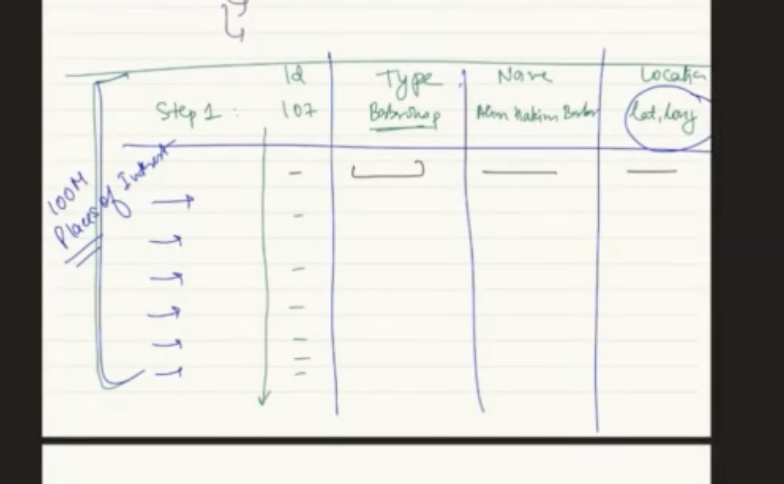 Id Type Name Location
Step 1 : 107 Barbershop Alim Hakim Barber lat, long
100M
Places of Interest